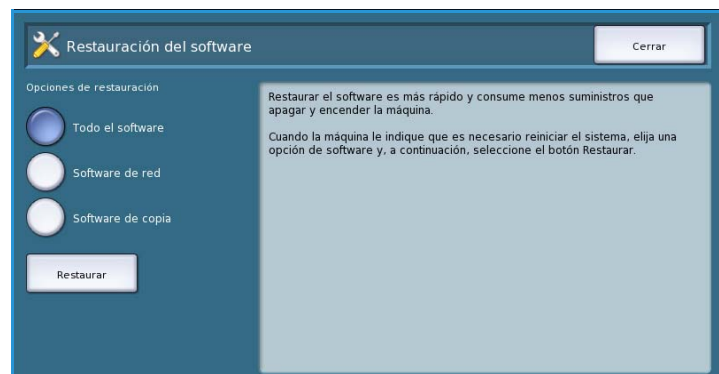 Restauración del software
Cerrar
Opciones de restauración
Todo el software
Software de red
Software de copia
Restaurar
Restaurar el software es más rápido y consume menos suministros que
apagar y encender la máquina.
Cuando la máquina le indique que es necesario reiniciar el sistema, elija una
opción de software y, a continuación, seleccione el botón Restaurar.